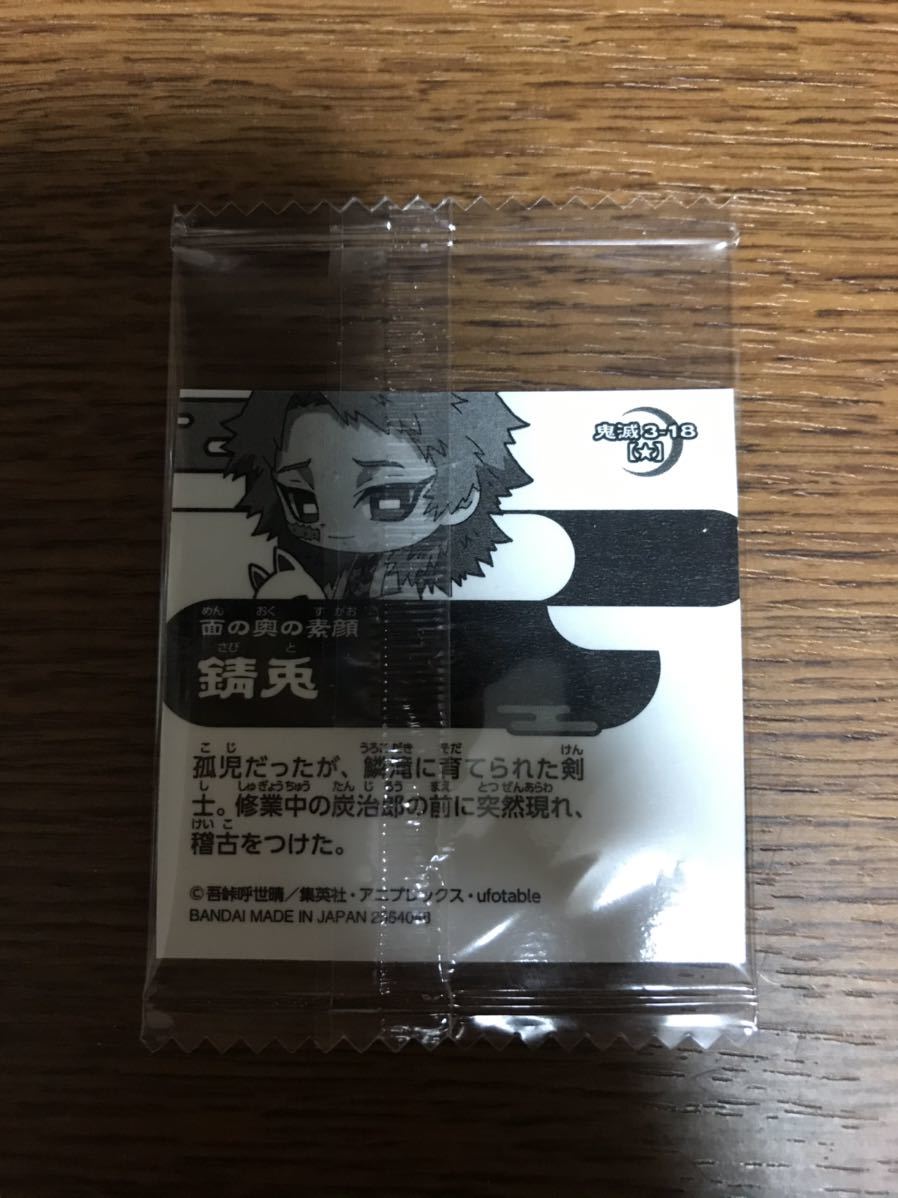 鬼滅3-18
[★]
めん おく すがお
面の奥の素顔
さび と
錆兎
こじ うろこだき そだ けん
孤児だったが、鱗滝に育てられた剣
し しゅぎょうちゅう たんじろう まえ とつぜんあらわ
士。修業中の炭治郎の前に突然現れ、
けいこ
稽古をつけた。
©吾峠呼世晴／集英社・アニプレックス・ufotable
BANDAI MADE IN JAPAN